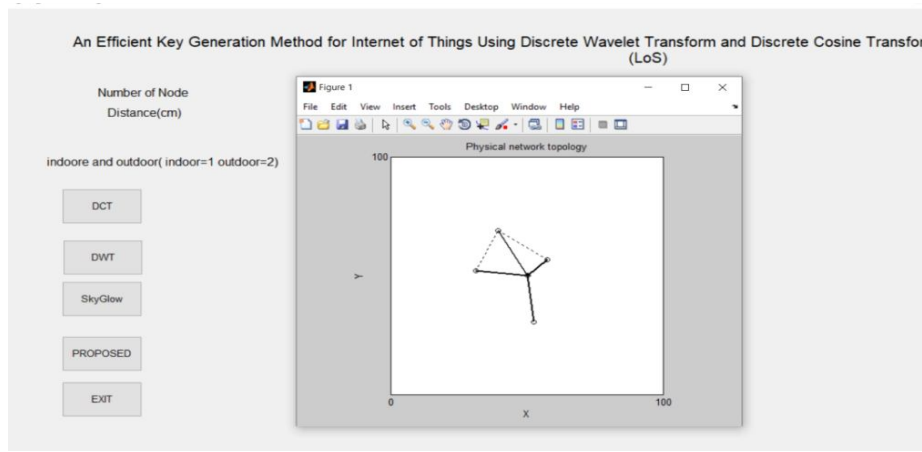 An Efficient Key Generation Method for Internet of Things Using Discrete Wavelet Transform and Discrete Cosine Transfo
(LoS)
Number of Node
Distance(cm)
indoore and outdoor( indoor=1 outdoor=2)
DCT
DWT
SkyGlow
PROPOSED
EXIT
Figure 1
File Edit View Insert Tools Desktop Window Help
Physical network topology
100
Y
0 100
X